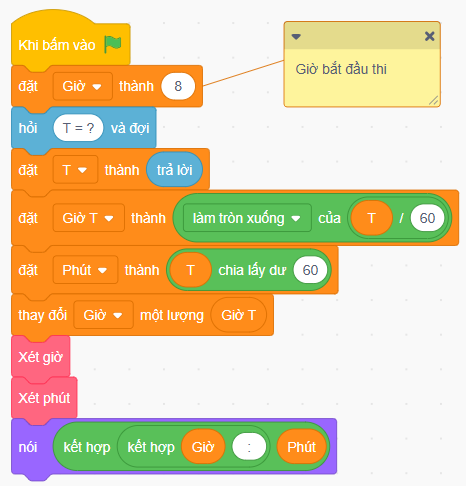 Khi bấm vào
đặt Giờ thành 8
Giờ bắt đầu thi
hỏi T = ? và đợi
đặt T thành trả lời
đặt Giờ T thành làm tròn xuống của T / 60
đặt Phút thành T chia lấy dư 60
thay đổi Giờ một lượng Giờ T
Xét giờ
Xét phút
nói kết hợp kết hợp Giờ : Phút